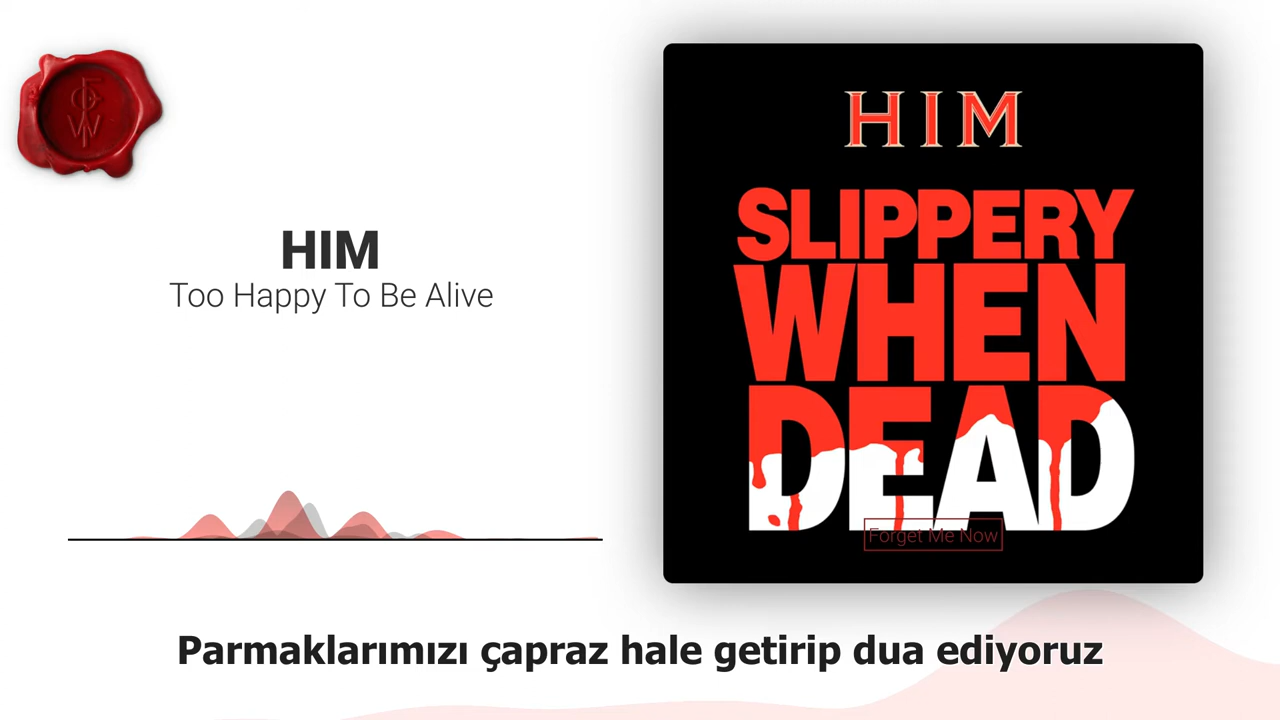 HIM
Too Happy To Be Alive
HIM
SLIPPERY
WHEN
DEAD
Forget Me Now
Parmaklarımızı çapraz hale getirip dua ediyoruz